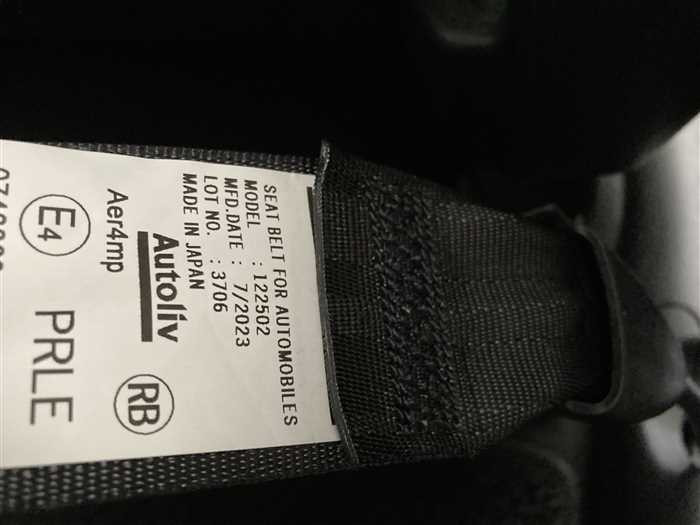 SEAT BELT FOR AUTOMOBILES
MODEL : 122502
MFD.DATE : 7/2023
LOT NO. : 3706
MADE IN JAPAN
Autoliv
RB
Aer4mp
E4
PRLE